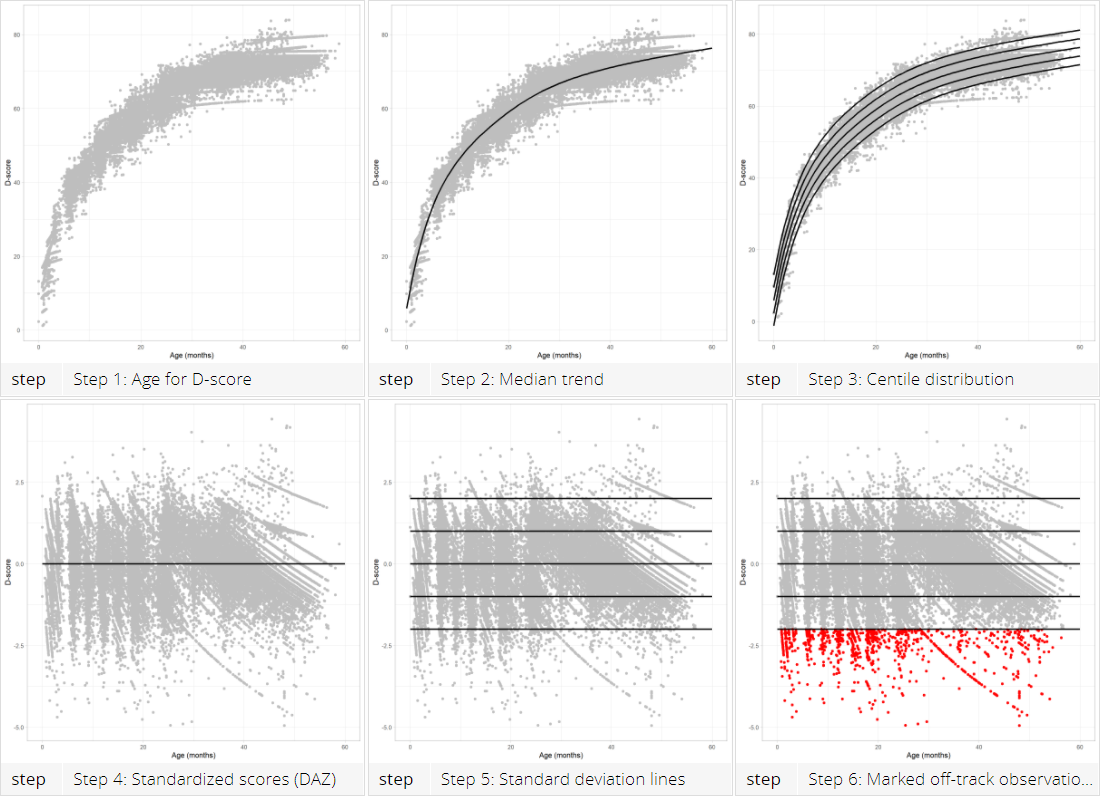 80
60
40
20
0
D-score
0 20 40 60
Age (months)
step Step 1: Age for D-score
80
60
40
20
0
D-score
0 20 40 60
Age (months)
step Step 2: Median trend
80
60
40
20
0
D-score
0 20 40 60
Age (months)
step Step 3: Centile distribution
2.5
0.0
-2.5
-5.0
D-score
0 20 40 60
Age (months)
step Step 4: Standardized scores (DAZ)
2.5
0.0
-2.5
-5.0
D-score
0 20 40 60
Age (months)
step Step 5: Standard deviation lines
2.5
0.0
-2.5
-5.0
D-score
0 20 40 60
Age (months)
step Step 6: Marked off-track observatio...